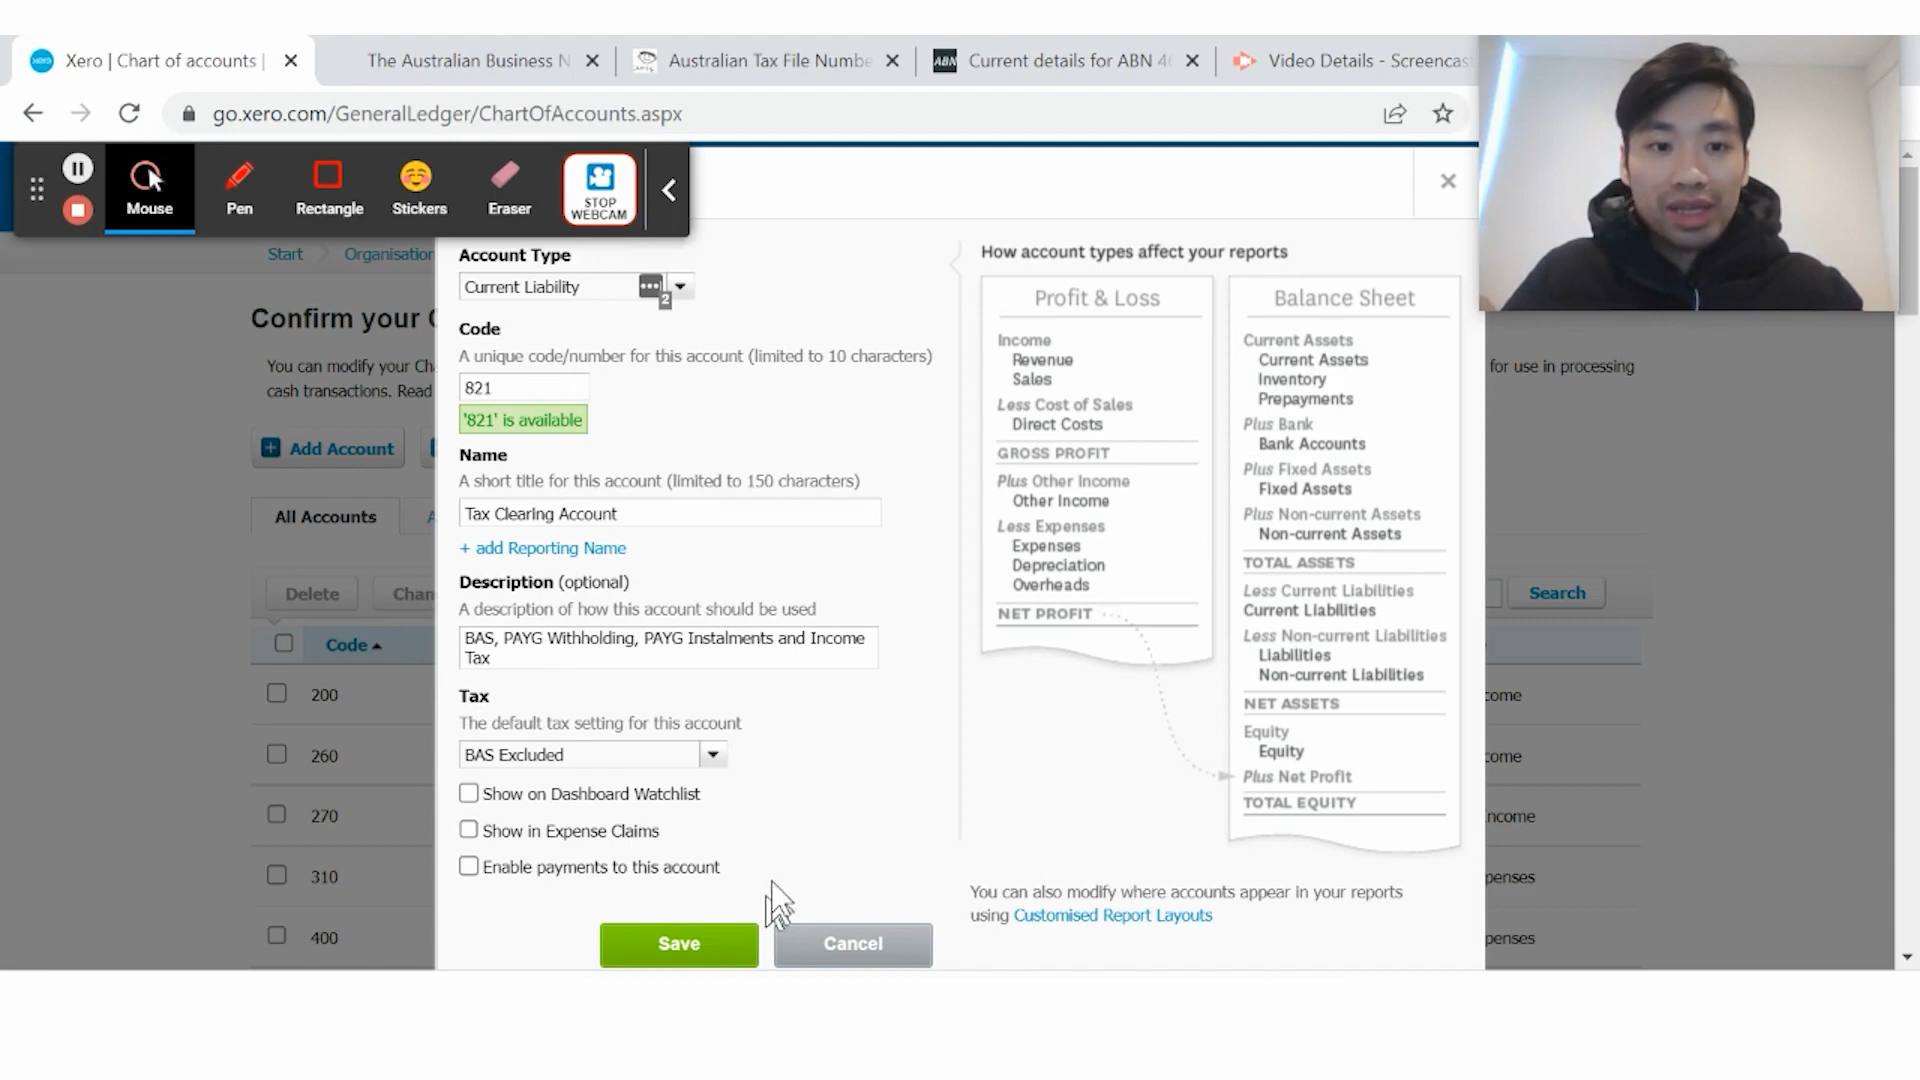 Xero | Chart of accounts |
The Australian Business N
Australian Tax File Numbe
ABN
Current details for ABN 4
Video Details - Screencast
go.xero.com/GeneralLedger/ChartOfAccounts.aspx
Mouse
Pen
Rectangle
Stickers
Eraser
STOP
WEBCAM
Start
Organisation
Confirm your
You can modify your Ch
for use in processing
cash transactions. Read
Add Account
All Accounts
Delete
Chan
Search
Code
200
260
270
310
400
ome
ome
ncome
penses
penses
Account Type
Current Liability
2
Code
A unique code/number for this account (limited to 10 characters)
821
'821' is available
Name
A short title for this account (limited to 150 characters)
Tax Clearing Account
+ add Reporting Name
Description (optional)
A description of how this account should be used
BAS, PAYG Withholding, PAYG Instalments and Income
Tax
Tax
The default tax setting for this account
BAS Excluded
Show on Dashboard Watchlist
Show in Expense Claims
Enable payments to this account
Save
Cancel
How account types affect your reports
Profit & Loss
Income
Revenue
Sales
Less Cost of Sales
Direct Costs
GROSS PROFIT
Plus Other Income
Other Income
Less Expenses
Expenses
Depreciation
Overheads
NET PROFIT
Balance Sheet
Current Assets
Current Assets
Inventory
Prepayments
Plus Bank
Bank Accounts
Plus Fixed Assets
Fixed Assets
Plus Non-current Assets
Non-current Assets
TOTAL ASSETS
Less Current Liabilities
Current Liabilities
Less Non-current Liabilities
Liabilities
Non-current Liabilities
NET ASSETS
Equity
Equity
Plus Net Profit
TOTAL EQUITY
You can also modify where accounts appear in your reports
using Customised Report Layouts